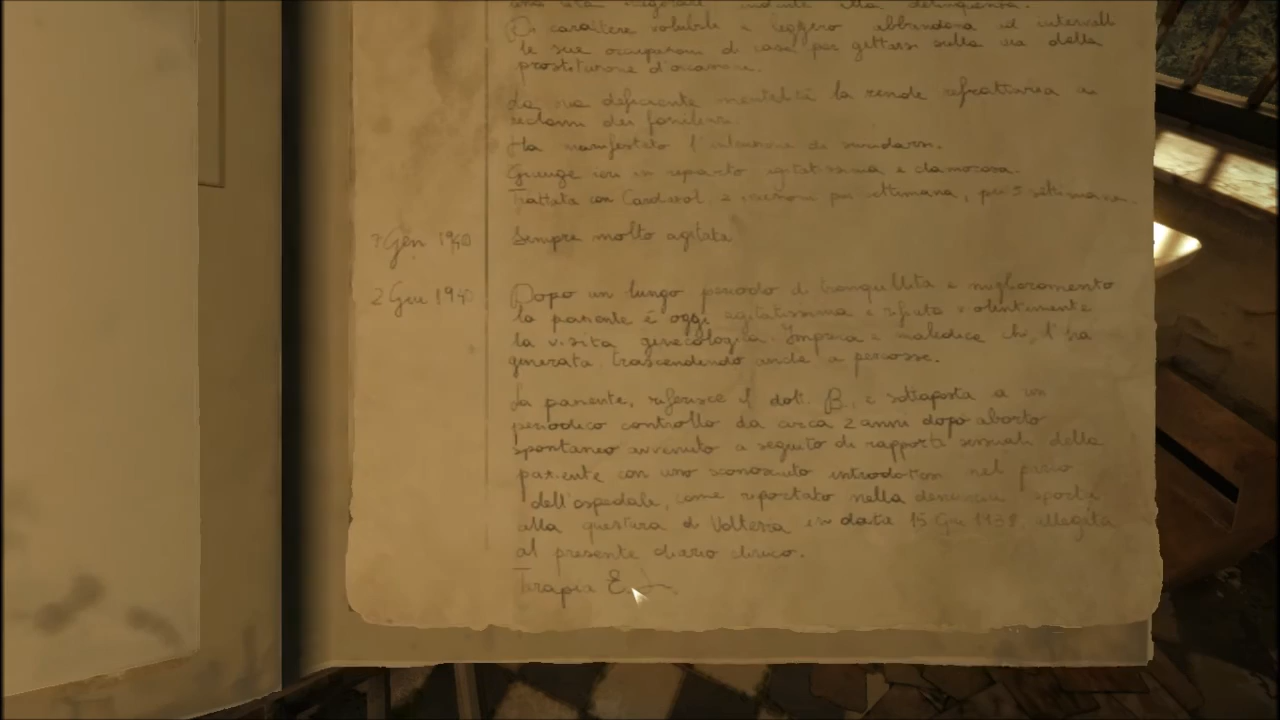 una vita irregolare
Di carattere volubile e leggero abbandona ad intervalli
le sue occupazioni di casa per gettarsi sulla via della
prostituzione d'occasione.
La sua deficiente mentalità la rende refrattaria ai
reclami dei familiari.
Ha manifestato l'intenzione di suicidarsi.
Giunge in reparto agitatissima e clamorosa.
Trattata con Cardiazol, 2 iniezioni per settimana, per 5 settimane.
7 Gen 1940 Sempre molto agitata
2 Giu 1940 Dopo un lungo periodo di tranquillità e miglioramento
la paziente é oggi agitatissima e rifiuta violentemente
la visita ginecologica. Impreca e maledice chi l'ha
generata trascendendo anche a percosse.
La paziente, riferisce il dott. B., è sottoposta a un
periodico controllo da circa 2 anni dopo aborto
spontaneo avvenuto a seguito di rapporti sessuali della
paziente con uno sconosciuto introdottosi nel
dell'ospedale, come riportato nella denuncia sporta
alla questura di Volterra in data 15 Giu 1938, allegata
al presente diario clinico.
Terapia E.